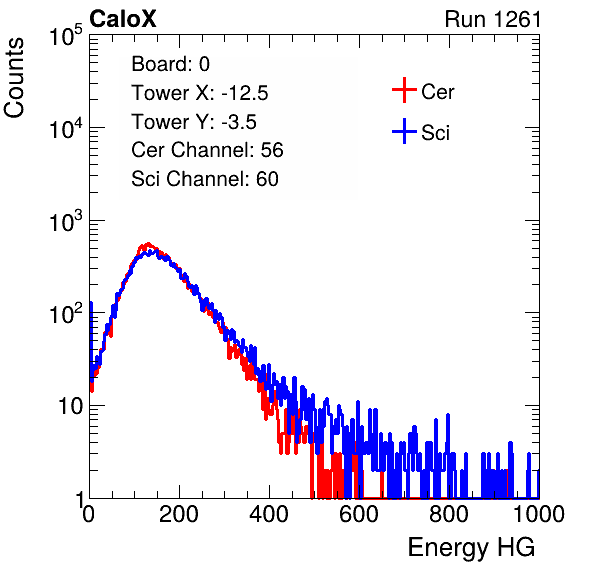 CaloX Run 1261
Counts
10^5
10^4
10^3
10^2
10
1
Board: 0
Tower X: -12.5
Tower Y: -3.5
Cer Channel: 56
Sci Channel: 60
Cer
Sci
0 200 400 600 800 1000
Energy HG